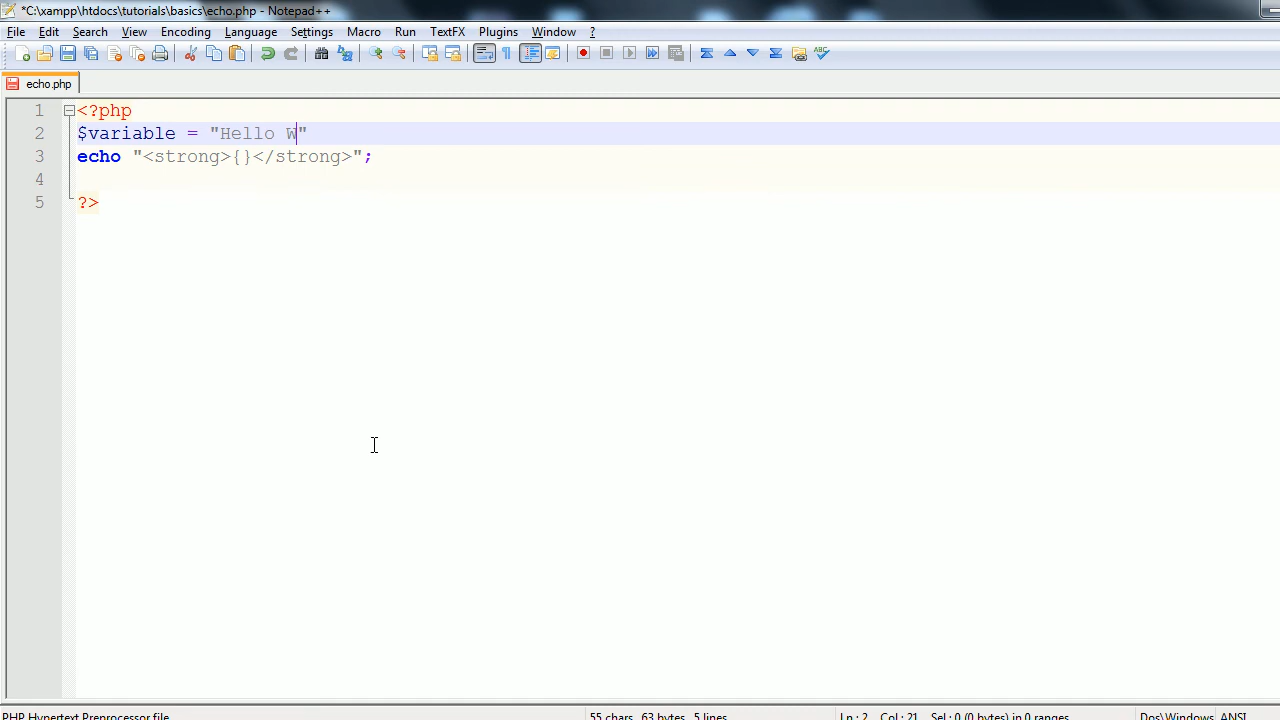 *C:\xampp\htdocs\tutorials\basics\echo.php - Notepad++
File Edit Search View Encoding Language Settings Macro Run TextFX Plugins Window ?
echo.php
1 <?php
2 $variable = "Hello W"
3 echo "<strong>{}</strong>";
4
5 ?>
PHP Hypertext Preprocessor file 55 chars 63 bytes 5 lines Ln : 2 Col : 21 Sel : 0 (0 bytes) in 0 ranges Dos\Windows ANSI